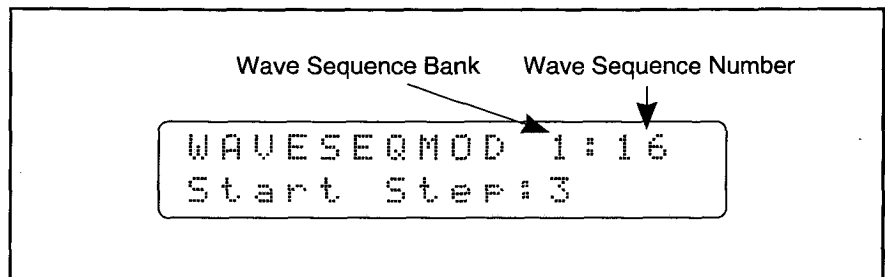 Wave Sequence Bank Wave Sequence Number
WAVESEQMOD 1:16
Start Step:3